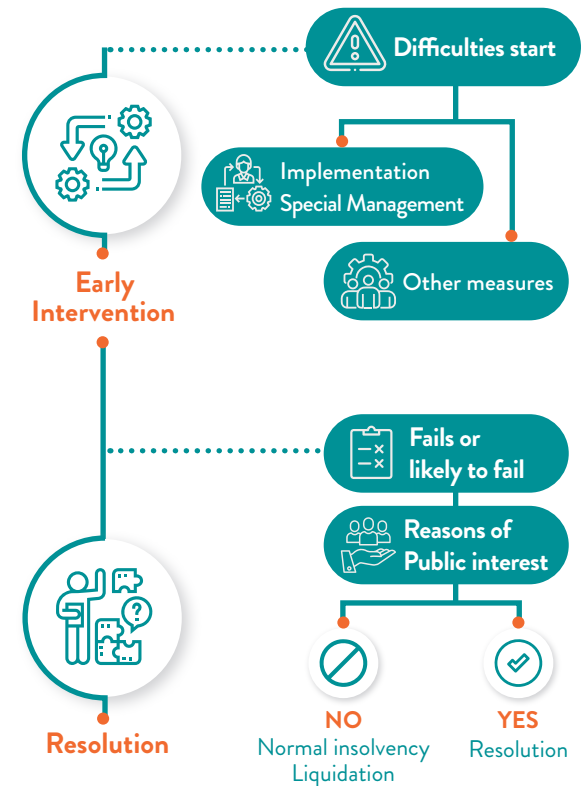 Difficulties start
Implementation
Special Management
Other measures
Early
Intervention
Fails or
likely to fail
Reasons of
Public interest
?
NO
Normal insolvency
Liquidation
YES
Resolution
Resolution